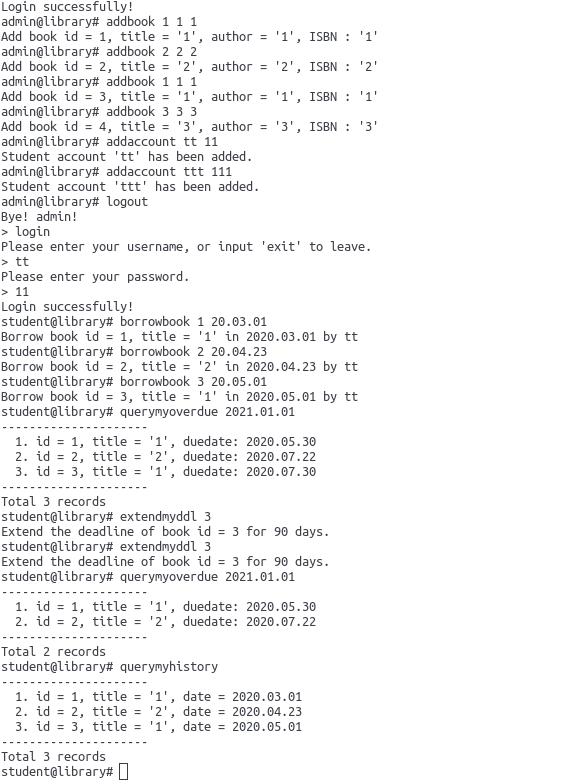 Login successfully!
admin@library# addbook 1 1 1
Add book id = 1, title = '1', author = '1', ISBN : '1'
admin@library# addbook 2 2 2
Add book id = 2, title = '2', author = '2', ISBN : '2'
admin@library# addbook 1 1 1
Add book id = 3, title = '1', author = '1', ISBN : '1'
admin@library# addbook 3 3 3
Add book id = 4, title = '3', author = '3', ISBN : '3'
admin@library# addaccount tt 11
Student account 'tt' has been added.
admin@library# addaccount ttt 111
Student account 'ttt' has been added.
admin@library# logout
Bye! admin!
> login
Please enter your username, or input 'exit' to leave.
> tt
Please enter your password.
> 11
Login successfully!
student@library# borrowbook 1 20.03.01
Borrow book id = 1, title = '1' in 2020.03.01 by tt
student@library# borrowbook 2 20.04.23
Borrow book id = 2, title = '2' in 2020.04.23 by tt
student@library# borrowbook 3 20.05.01
Borrow book id = 3, title = '1' in 2020.05.01 by tt
student@library# querymyoverdue 2021.01.01
---------------------
  1. id = 1, title = '1', duedate: 2020.05.30
  2. id = 2, title = '2', duedate: 2020.07.22
  3. id = 3, title = '1', duedate: 2020.07.30
---------------------
Total 3 records
student@library# extendmyddl 3
Extend the deadline of book id = 3 for 90 days.
student@library# extendmyddl 3
Extend the deadline of book id = 3 for 90 days.
student@library# querymyoverdue 2021.01.01
---------------------
  1. id = 1, title = '1', duedate: 2020.05.30
  2. id = 2, title = '2', duedate: 2020.07.22
---------------------
Total 2 records
student@library# querymyhistory
---------------------
  1. id = 1, title = '1', date = 2020.03.01
  2. id = 2, title = '2', date = 2020.04.23
  3. id = 3, title = '1', date = 2020.05.01
---------------------
Total 3 records
student@library#